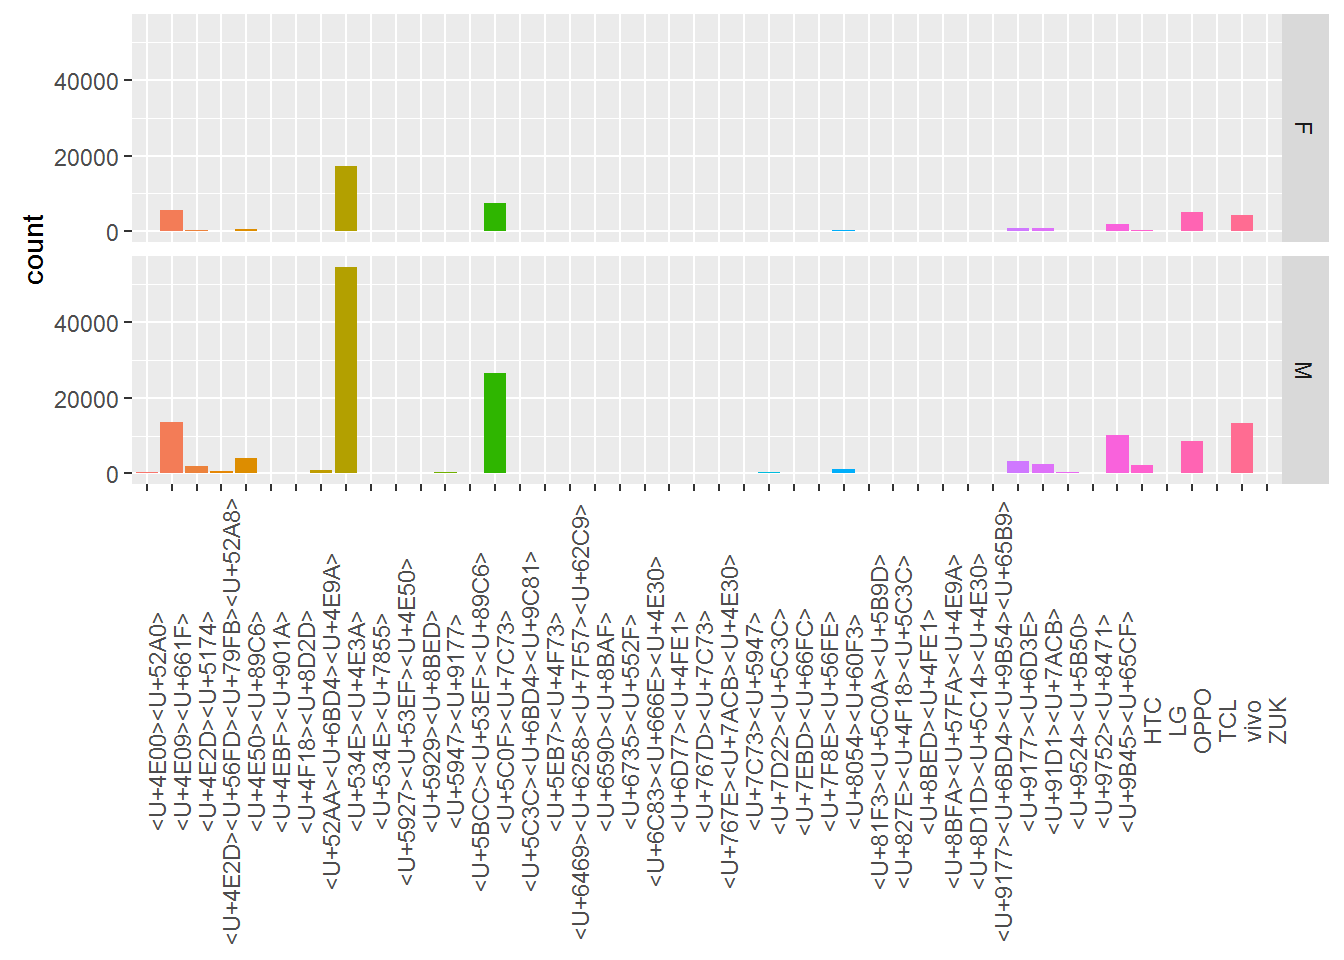 count
40000
20000
0
F
40000
20000
0
M
<U+4E00><U+52A0>
<U+4E09><U+661F>
<U+4E2D><U+5174>
<U+4E2D><U+56FD><U+79FB><U+52A8>
<U+4E50><U+89C6>
<U+4EBF><U+901A>
<U+4F18><U+8D2D>
<U+52AA><U+6BD4><U+4E9A>
<U+534E><U+4E3A>
<U+534E><U+7855>
<U+5927><U+53EF><U+4E50>
<U+5929><U+8BED>
<U+5947><U+9177>
<U+5BCC><U+53EF><U+89C6>
<U+5C0F><U+7C73>
<U+5C3C><U+6BD4><U+9C81>
<U+5EB7><U+4F73>
<U+6469><U+6258><U+7F57><U+62C9>
<U+6590><U+8BAF>
<U+6735><U+552F>
<U+6C83><U+666E><U+4E30>
<U+6D77><U+4FE1>
<U+767D><U+7C73>
<U+767E><U+7ACB><U+4E30>
<U+7C73><U+5947>
<U+7D22><U+5C3C>
<U+7EBD><U+66FC>
<U+7F8E><U+56FE>
<U+8054><U+60F3>
<U+81F3><U+5C0A><U+5B9D>
<U+827E><U+4F18><U+5C3C>
<U+8BED><U+4FE1>
<U+8BFA><U+57FA><U+4E9A>
<U+8D1D><U+5C14><U+4E30>
<U+9177><U+6BD4><U+9B54><U+65B9>
<U+9177><U+6D3E>
<U+91D1><U+7ACB>
<U+9524><U+5B50>
<U+9752><U+8471>
<U+9B45><U+65CF>
HTC
LG
OPPO
TCL
vivo
ZUK